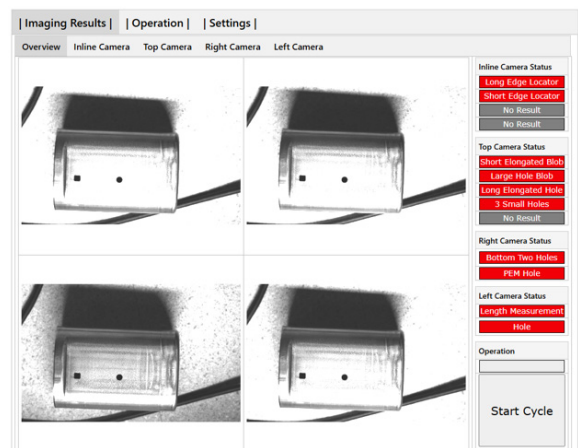 | Imaging Results | | Operation | | Settings |
Overview Inline Camera Top Camera Right Camera Left Camera
Inline Camera Status
Long Edge Locator
Short Edge Locator
No Result
No Result
Top Camera Status
Short Elongated Blob
Large Hole Blob
Long Elongated Hole
3 Small Holes
No Result
Right Camera Status
Bottom Two Holes
PEM Hole
Left Camera Status
Length Measurement
Hole
Operation
Start Cycle